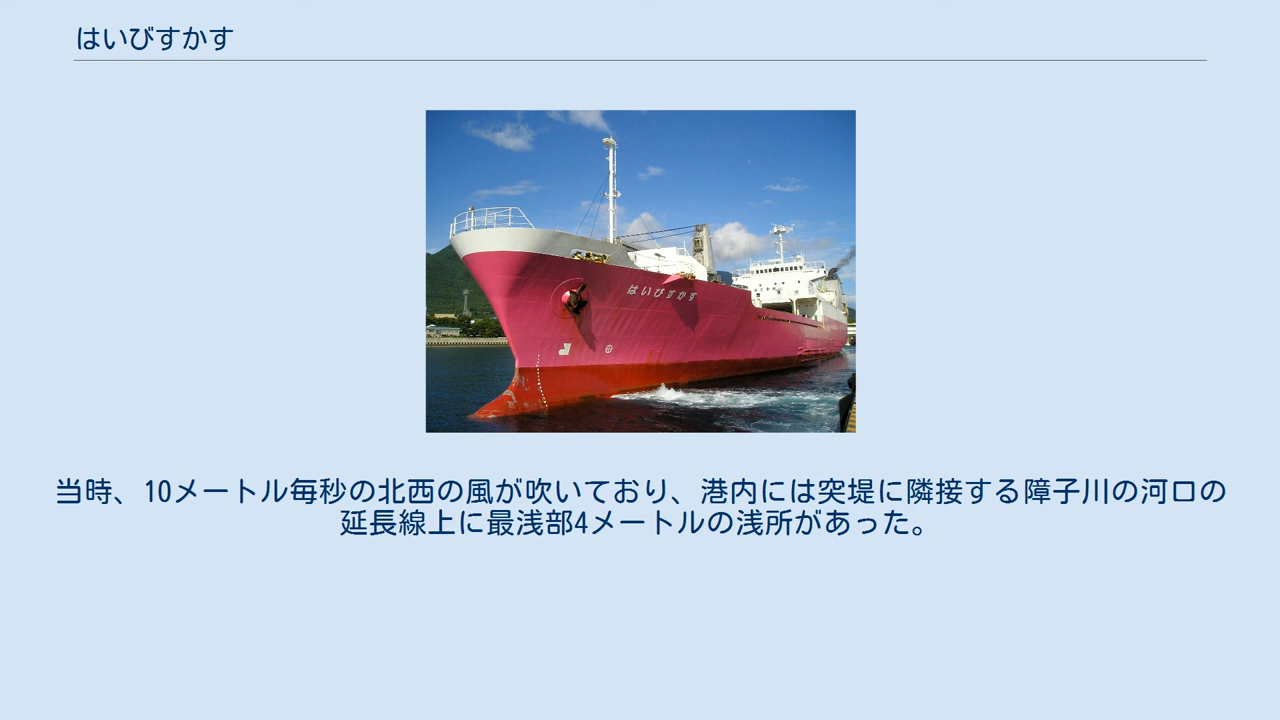 はいびすかす
はいびすかす
当時、10メートル毎秒の北西の風が吹いており、港内には突堤に隣接する障子川の河口の
延長線上に最浅部4メートルの浅所があった。